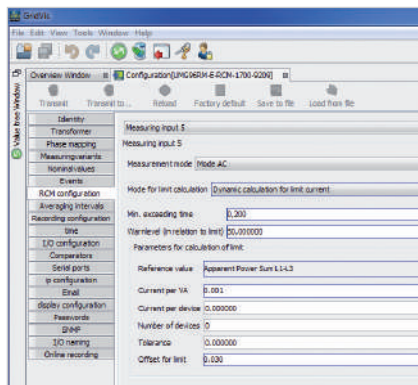 GridVis
File Edit View Tools Window Help
Overview Window
Configuration[UMG96RM-E-RCM-1700-9209]
Transmit Transmit to ... Reload Factory default Save to file Load from file
Value tree Window
Identity
Transformer
Phase mapping
Measuringvariants
Nominalvalues
Events
RCM configuration
Averaging intervals
Recording configuration
time
I/O configuration
Comparators
Serial ports
ip configuration
Email
display configuration
Passwords
SNMP
I/O naming
Online recording
Measuring input 5
Measuring input 5
Measurement mode Mode AC
Mode for limit calculation Dynamic calculation for limit current
Min. exceeding time 0,200
Warnlevel (in relation to limit) 50,000000
Parameters for calculation of limit
Reference value Apparent Power Sum L1-L3
Current per VA 0.001
Current per device 0.000000
Number of devices 0
Tolerance 0.000000
Offset for limit 0.030